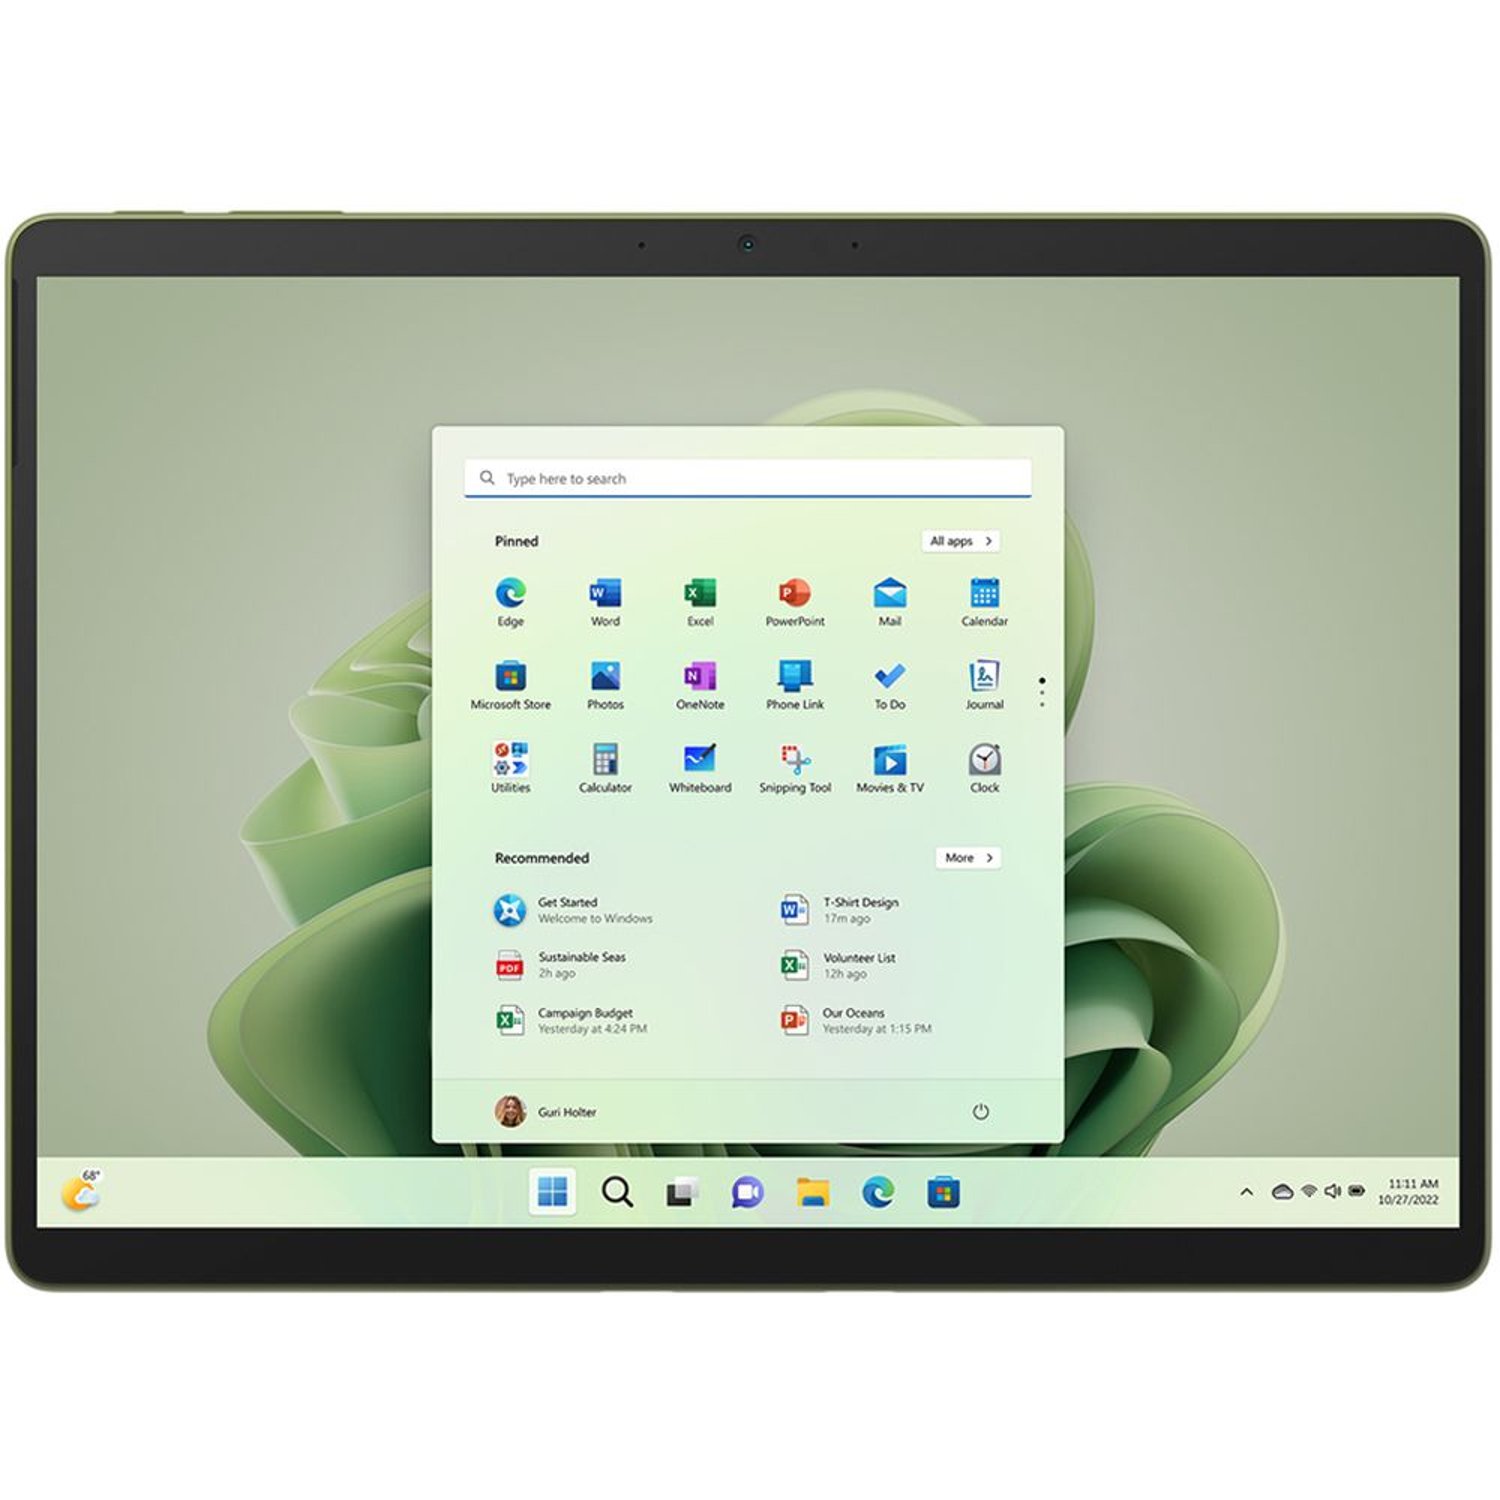 Type here to search
Pinned
All apps
Edge
Word
Excel
PowerPoint
Mail
Calendar
Microsoft Store
Photos
OneNote
Phone Link
To Do
Journal
Utilities
Calculator
Whiteboard
Snipping Tool
Movies & TV
Clock
Recommended
More
Get Started
Welcome to Windows
T-Shirt Design
17m ago
PDF
Sustainable Seas
2h ago
Volunteer List
12h ago
Campaign Budget
Yesterday at 4:24 PM
Our Oceans
Yesterday at 1:15 PM
Guri Holter
68°
11:11 AM
10/27/2022